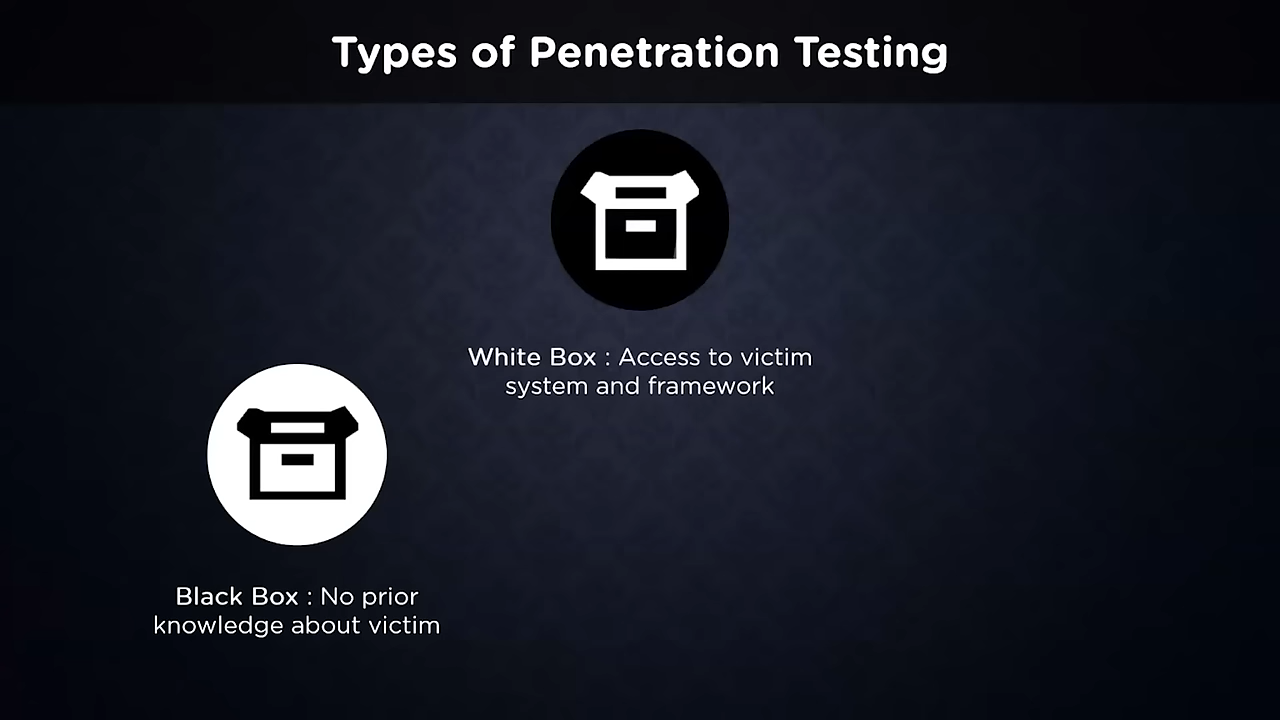 Types of Penetration Testing
White Box : Access to victim
system and framework
Black Box : No prior
knowledge about victim